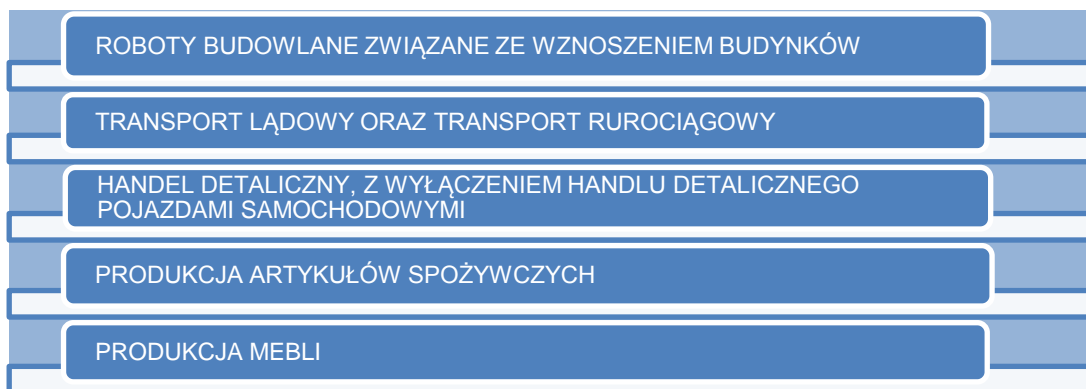 ROBOTY BUDOWLANE ZWIĄZANE ZE WZNOSZENIEM BUDYNKÓW
TRANSPORT LĄDOWY ORAZ TRANSPORT RUROCIĄGOWY
HANDEL DETALICZNY, Z WYŁĄCZENIEM HANDLU DETALICZNEGO
POJAZDAMI SAMOCHODOWYMI
PRODUKCJA ARTYKUŁÓW SPOŻYWCZYCH
PRODUKCJA MEBLI